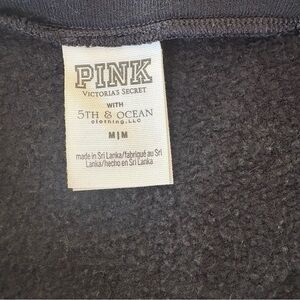 PINK
VICTORIA'S SECRET
WITH
5TH & OCEAN
clothing, LLC
M|M
made in Sri Lanka/fabriqué au Sri
Lanka/hecho en Sri Lanka